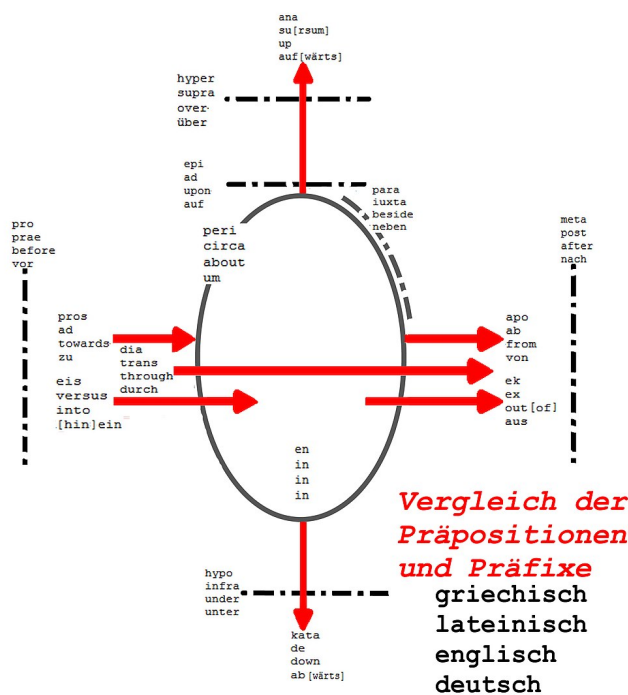 ana
su[rsum]
up
auf[wärts]
hyper
supra
over-
über
epi
ad
upon
auf
para
iuxta
beside
neben
pro
prae
before
vor
peri
circa
about
um
meta
post
after
nach
pros
ad
towards
zu
dia
trans
through
durch
apo
ab
from
von
eis
versus
into
[hin]ein
ek
ex
out[of]
aus
en
in
in
in
Vergleich der
Präpositionen
und Präfixe
griechisch
lateinisch
englisch
deutsch
hypo
infra
under
unter
kata
de
down
ab[wärts]